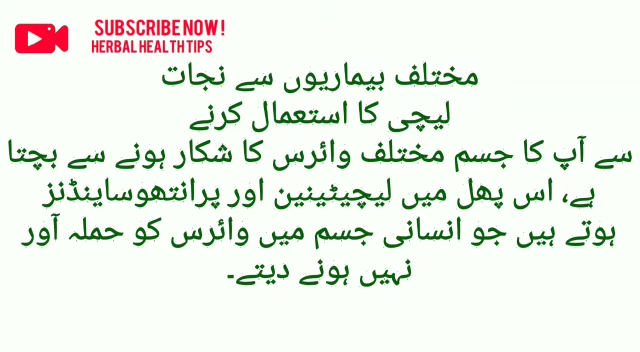 SUBSCRIBE NOW!
HERBAL HEALTH TIPS
مختلف بیماریوں سے نجات
لیچی کا استعمال کرنے
سے آپ کا جسم مختلف وائرس کا شکار ہونے سے بچتا
ہے، اس پھل میں لیچیٹینین اور پرانتھوساینڈنز
ہوتے ہیں جو انسانی جسم میں وائرس کو حملہ آور
نہیں ہونے دیتے۔